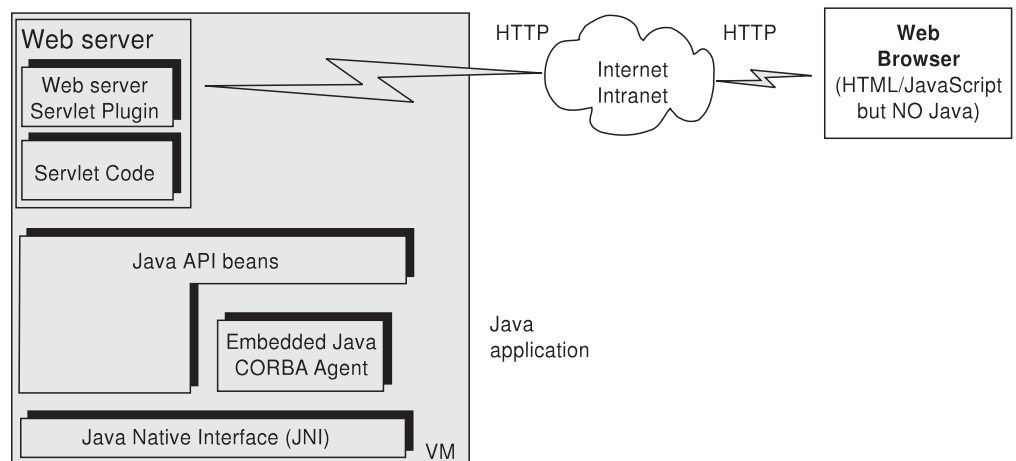 Web server
Web server
Servlet Plugin
Servlet Code
HTTP
Internet
Intranet
HTTP
Web
Browser
(HTML/JavaScript
but NO Java)
Java API beans
Embedded Java
CORBA Agent
Java
application
Java Native Interface (JNI)
VM